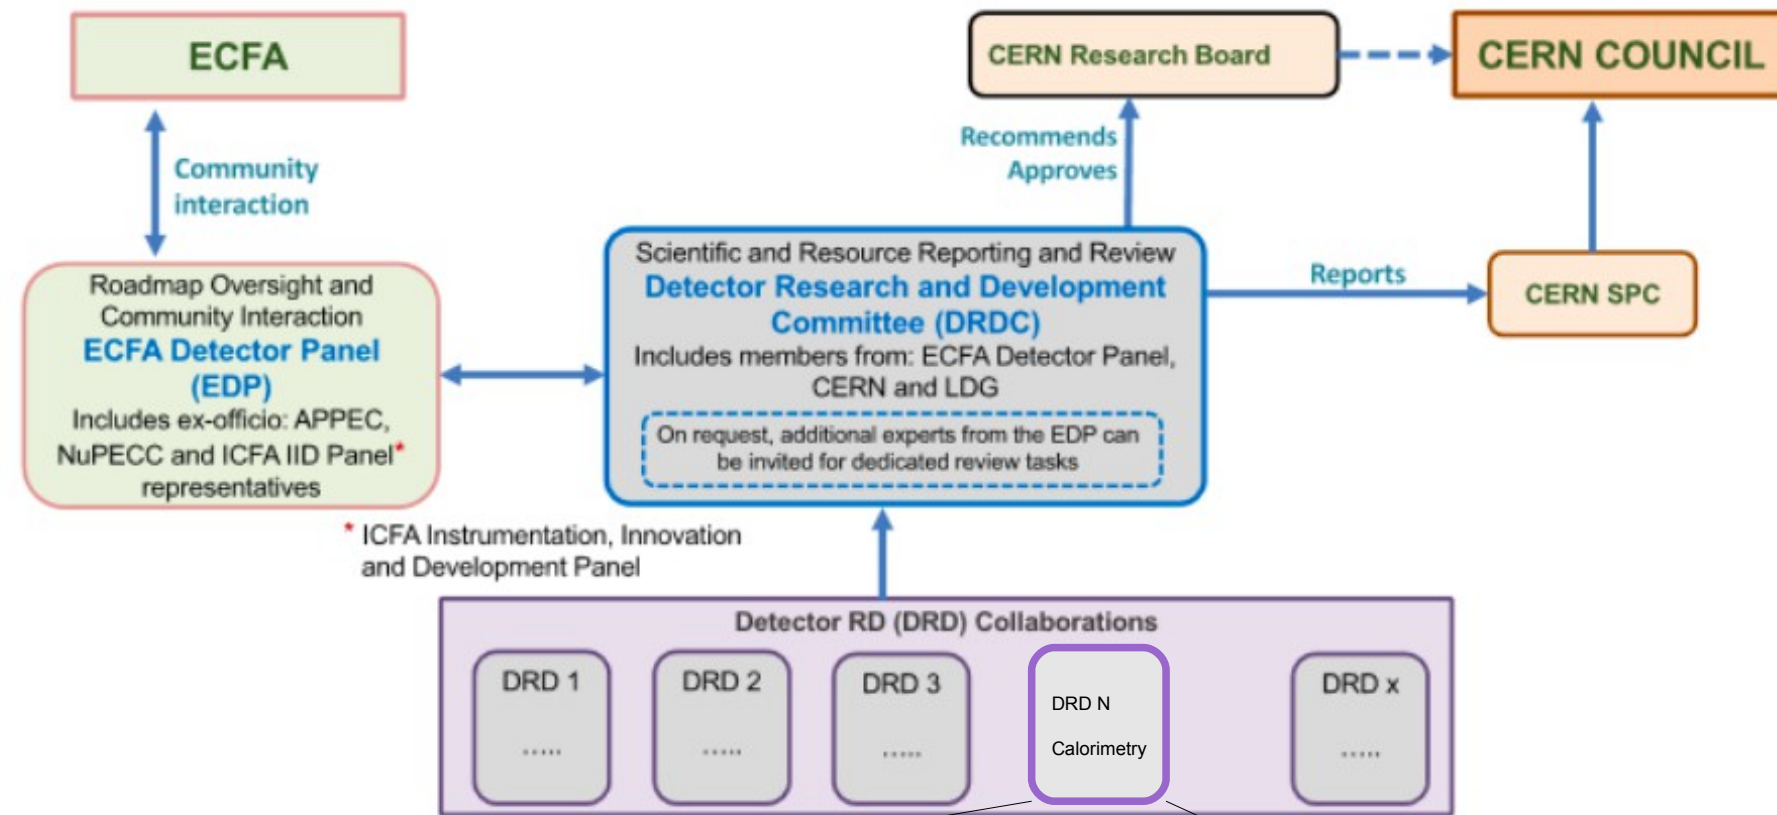 ECFA
CERN Research Board
CERN COUNCIL
Community
interaction
Recommends
Approves
Roadmap Oversight and
Community Interaction
ECFA Detector Panel
(EDP)
Includes ex-officio: APPEC,
NuPECC and ICFA IID Panel*
representatives
Scientific and Resource Reporting and Review
Detector Research and Development
Committee (DRDC)
Includes members from: ECFA Detector Panel,
CERN and LDG
On request, additional experts from the EDP can
be invited for dedicated review tasks
Reports
CERN SPC
* ICFA Instrumentation, Innovation
and Development Panel
Detector RD (DRD) Collaborations
DRD 1
.....
DRD 2
.....
DRD 3
.....
DRD N
Calorimetry
DRD x
.....